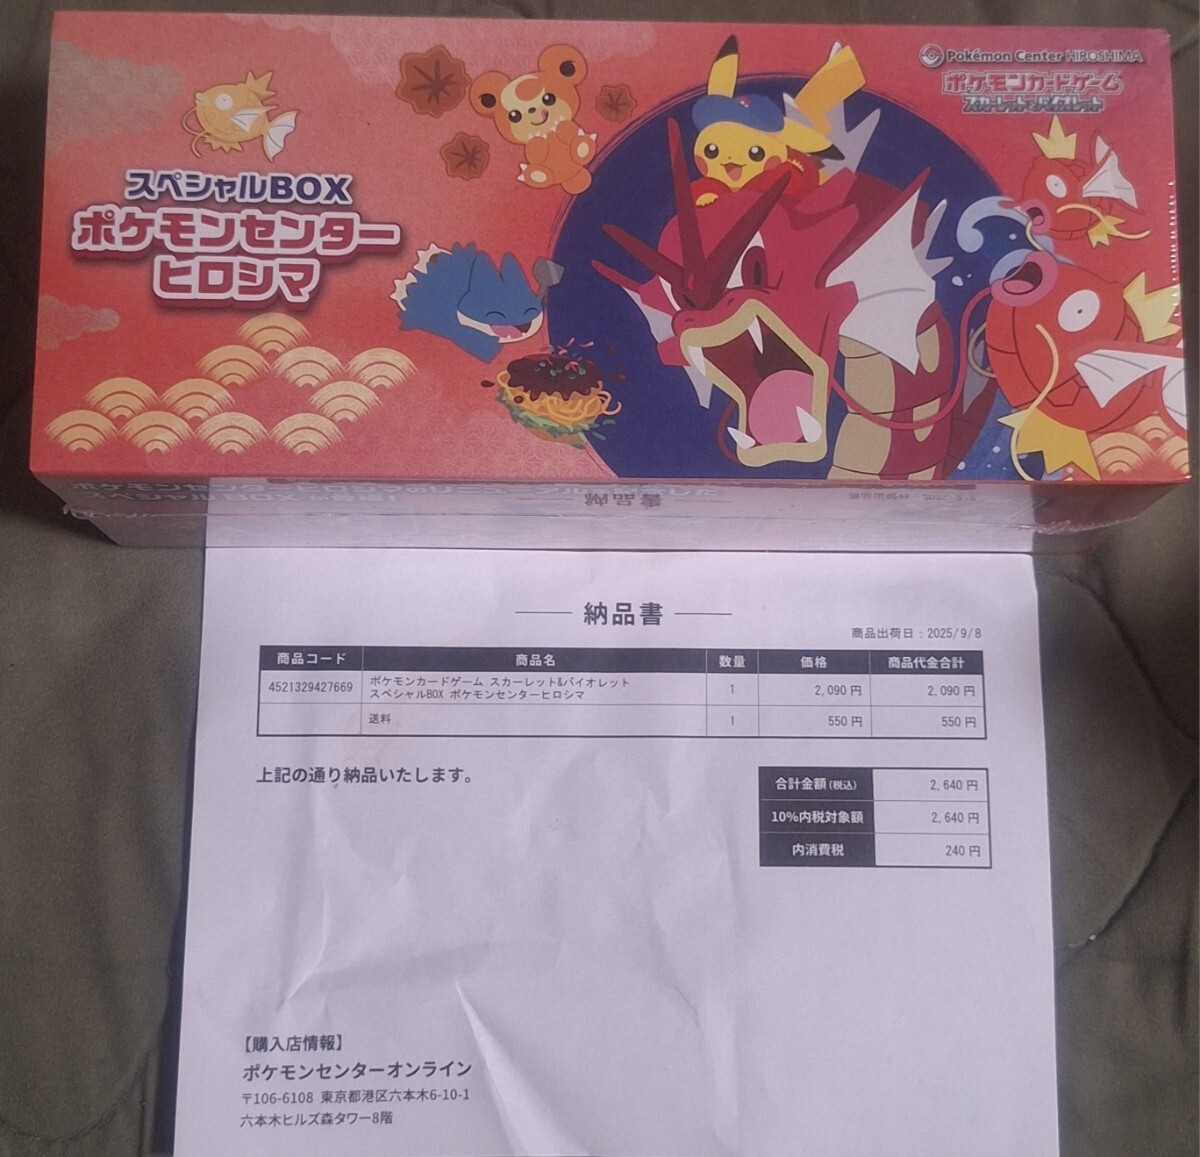 Pokémon Center HIROSHIMA
ポケモンカードゲーム
スカーレット&バイオレット
スペシャルBOX
ポケモンセンター
ヒロシマ
スペシャルBOX
納品書
納品書
商品出荷日：2025/9/8
商品コード 商品名 数量 価格 商品代金合計
4521329427669 ポケモンカードゲーム スカーレット&バイオレット
スペシャルBOX ポケモンセンターヒロシマ 1 2,090 円 2,090 円
送料 1 550 円 550 円
上記の通り納品いたします。
合計金額(税込) 2,640 円
10%内税対象額 2,640 円
内消費税 240 円
【購入店情報】
ポケモンセンターオンライン
〒106-6108 東京都港区六本木6-10-1
六本木ヒルズ森タワー8階